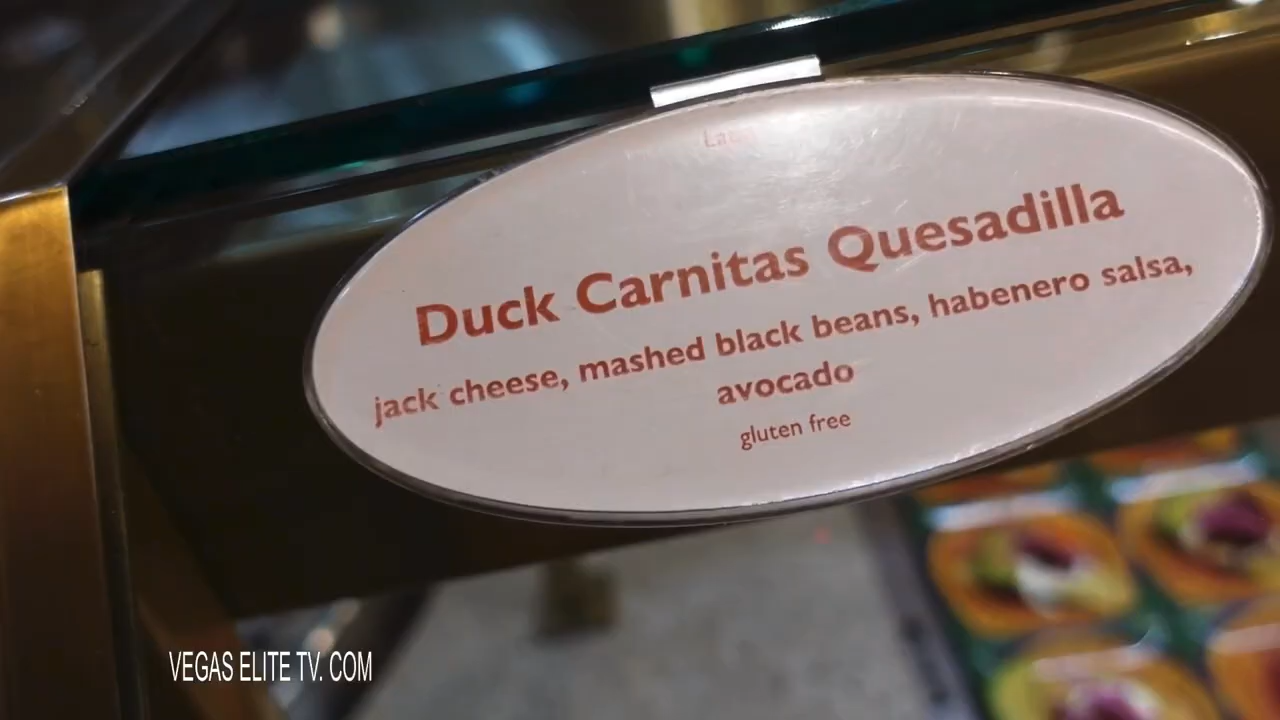 Duck Carnitas Quesadilla
jack cheese, mashed black beans, habenero salsa,
avocado
gluten free
VEGAS ELITE TV. COM